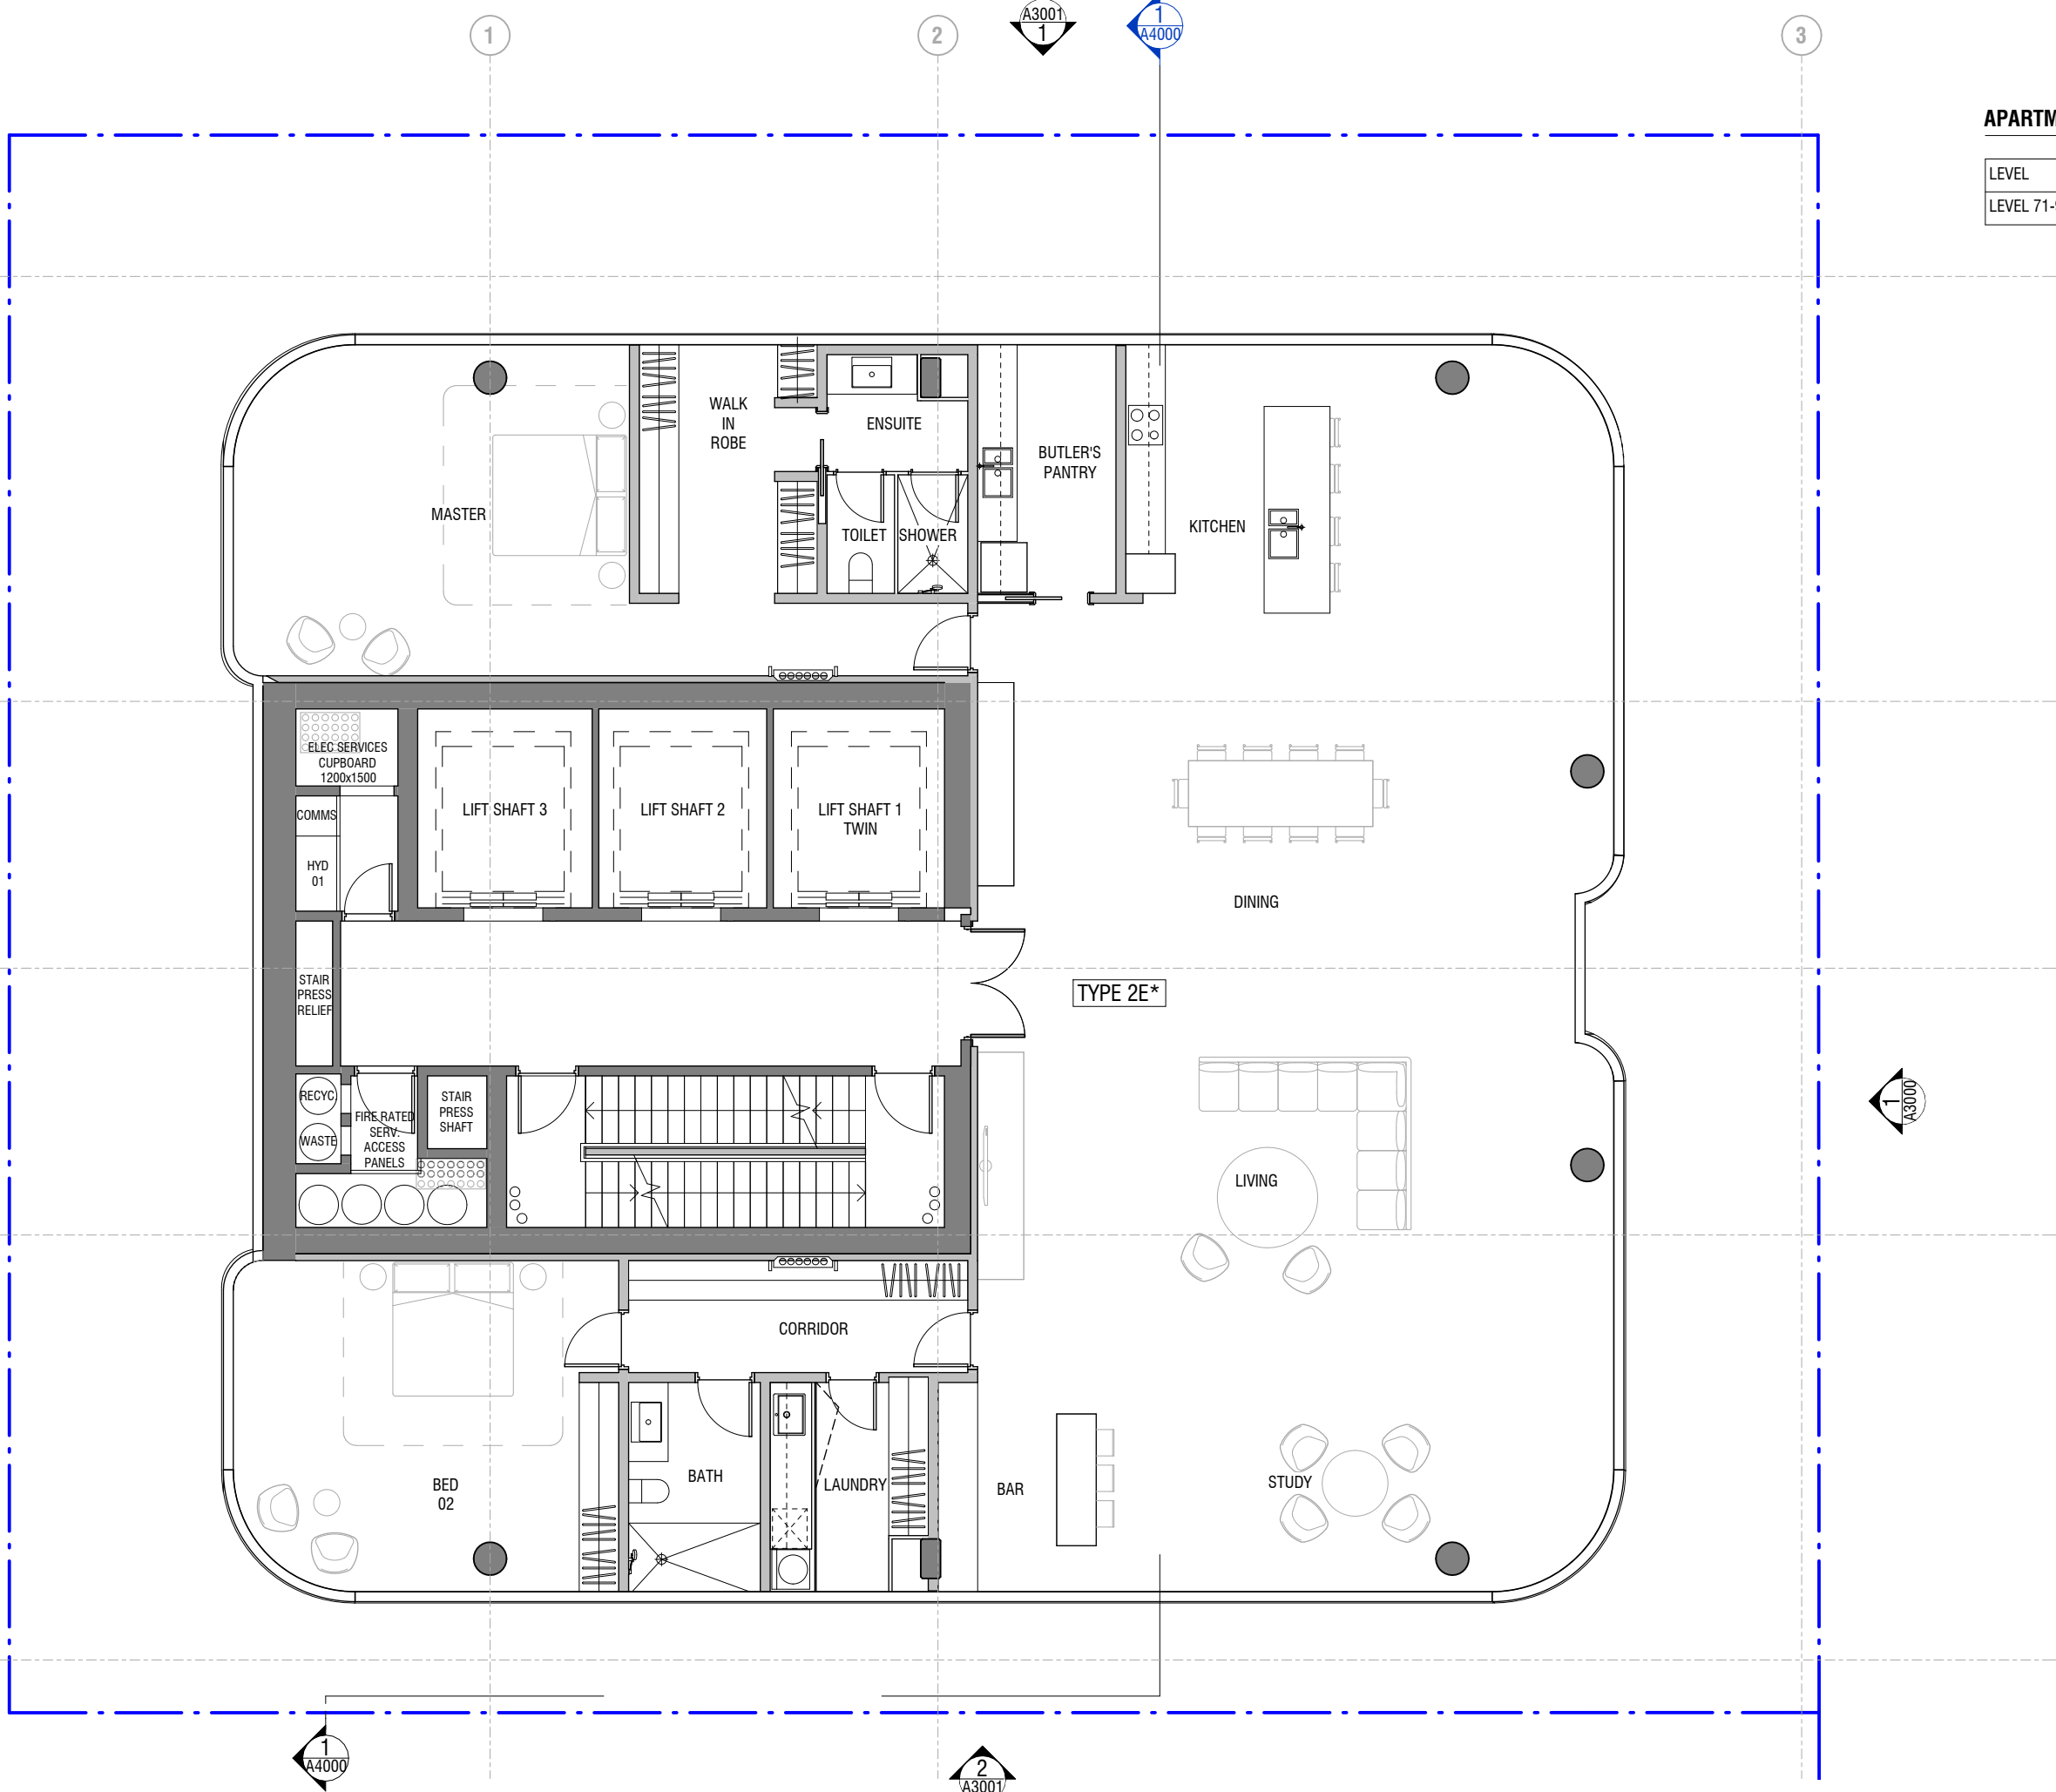 1
2
A3001
1
1
A4000
3
APARTM
LEVEL
LEVEL 71-
WALK
IN
ROBE
ENSUITE
BUTLER'S
PANTRY
MASTER
KITCHEN
TOILET
SHOWER
ELEC SERVICES
CUPBOARD
1200x1500
COMMS
HYD
01
LIFT SHAFT 3
LIFT SHAFT 2
LIFT SHAFT 1
TWIN
DINING
STAIR
PRESS
RELIEF
TYPE 2E*
RECYC.
WASTE
FIRE RATED
SERV.
ACCESS
PANELS
STAIR
PRESS
SHAFT
1
A3000
LIVING
CORRIDOR
BED
02
BATH
LAUNDRY
BAR
STUDY
1
A4000
2
A3001